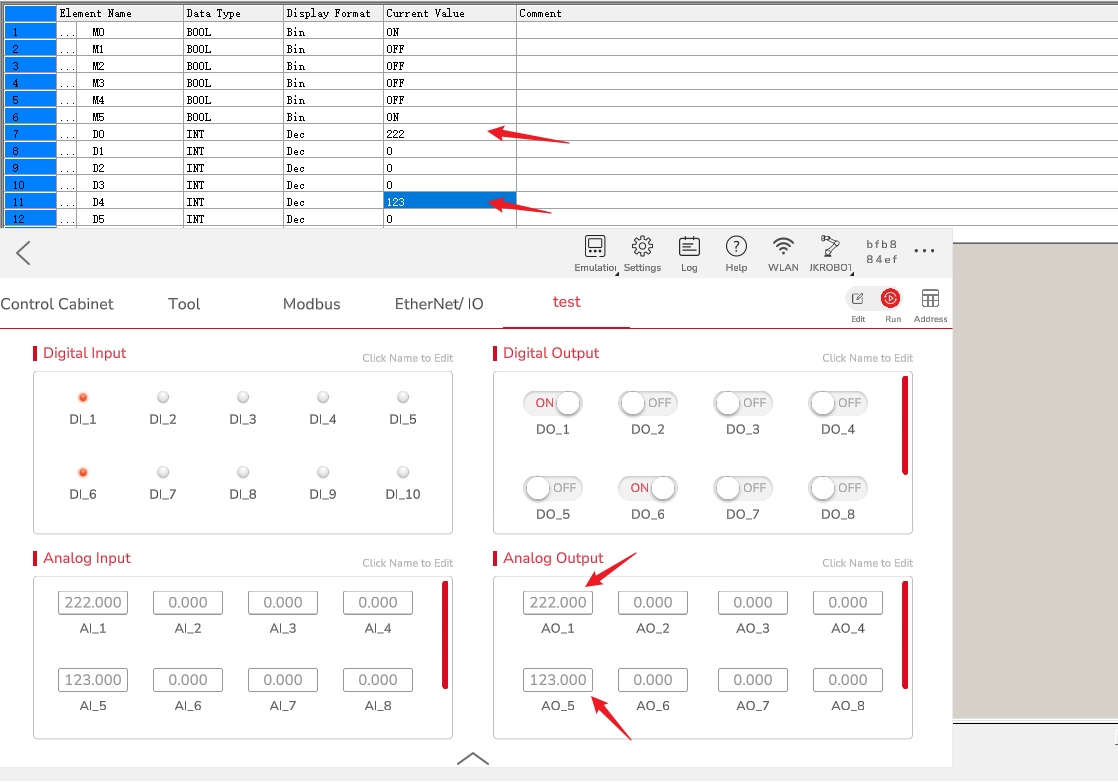 Element Name Data Type Display Format Current Value Comment
1 ... M0 BOOL Bin ON
2 ... M1 BOOL Bin OFF
3 ... M2 BOOL Bin OFF
4 ... M3 BOOL Bin OFF
5 ... M4 BOOL Bin OFF
6 ... M5 BOOL Bin ON
7 ... D0 INT Dec 222
8 ... D1 INT Dec 0
9 ... D2 INT Dec 0
10 ... D3 INT Dec 0
11 ... D4 INT Dec 123
12 ... D5 INT Dec 0
bfb8
84ef
Emulation Settings Log Help WLAN JKROBOT
Control Cabinet Tool Modbus EtherNet/ IO test
Edit Run Address
Digital Input Click Name to Edit
DI_1 DI_2 DI_3 DI_4 DI_5
DI_6 DI_7 DI_8 DI_9 DI_10
Digital Output Click Name to Edit
ON OFF OFF OFF
DO_1 DO_2 DO_3 DO_4
OFF ON OFF OFF
DO_5 DO_6 DO_7 DO_8
Analog Input Click Name to Edit
222.000 0.000 0.000 0.000
AI_1 AI_2 AI_3 AI_4
123.000 0.000 0.000 0.000
AI_5 AI_6 AI_7 AI_8
Analog Output Click Name to Edit
222.000 0.000 0.000 0.000
AO_1 AO_2 AO_3 AO_4
123.000 0.000 0.000 0.000
AO_5 AO_6 AO_7 AO_8